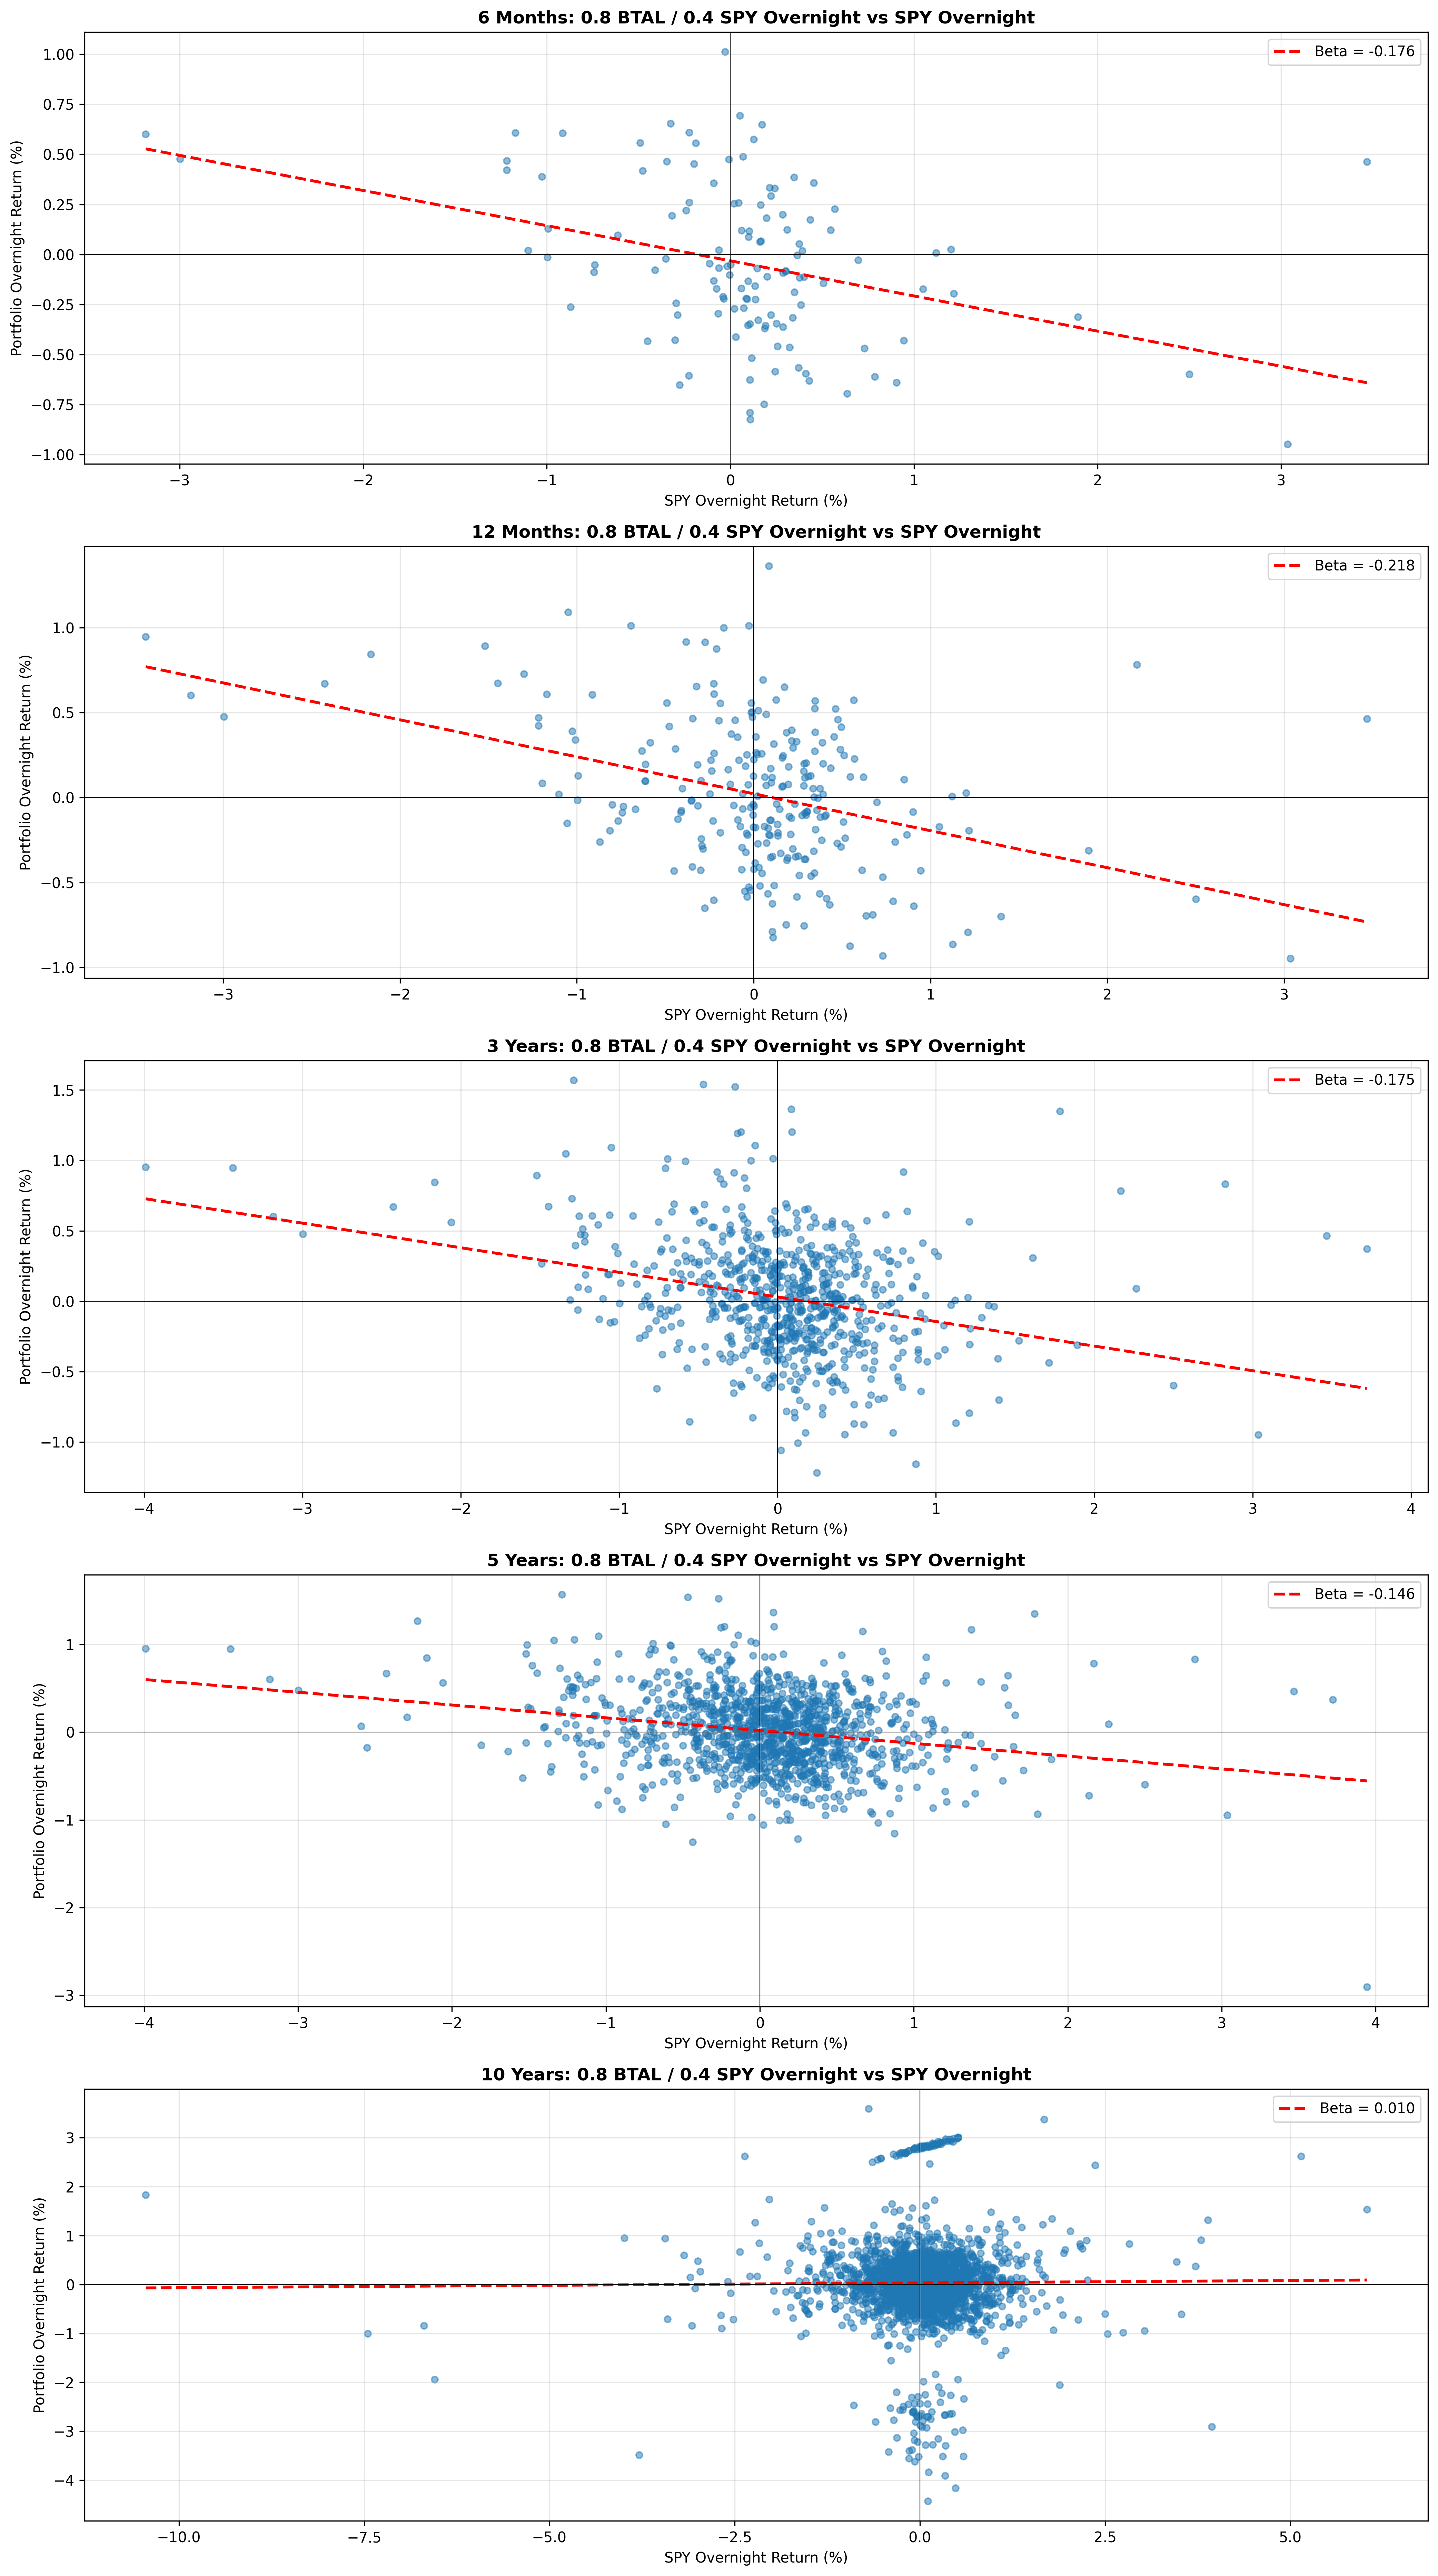 6 Months: 0.8 BTAL / 0.4 SPY Overnight vs SPY Overnight
Beta = -0.176
Portfolio Overnight Return (%)
1.00
0.75
0.50
0.25
0.00
−0.25
−0.50
−0.75
−1.00
−3 −2 −1 0 1 2 3
SPY Overnight Return (%)
12 Months: 0.8 BTAL / 0.4 SPY Overnight vs SPY Overnight
Beta = -0.218
Portfolio Overnight Return (%)
1.0
0.5
0.0
−0.5
−1.0
−3 −2 −1 0 1 2 3
SPY Overnight Return (%)
3 Years: 0.8 BTAL / 0.4 SPY Overnight vs SPY Overnight
Beta = -0.175
Portfolio Overnight Return (%)
1.5
1.0
0.5
0.0
−0.5
−1.0
−4 −3 −2 −1 0 1 2 3 4
SPY Overnight Return (%)
5 Years: 0.8 BTAL / 0.4 SPY Overnight vs SPY Overnight
Beta = -0.146
Portfolio Overnight Return (%)
1
0
−1
−2
−3
−4 −3 −2 −1 0 1 2 3 4
SPY Overnight Return (%)
10 Years: 0.8 BTAL / 0.4 SPY Overnight vs SPY Overnight
Beta = 0.010
Portfolio Overnight Return (%)
3
2
1
0
−1
−2
−3
−4
−10.0 −7.5 −5.0 −2.5 0.0 2.5 5.0
SPY Overnight Return (%)